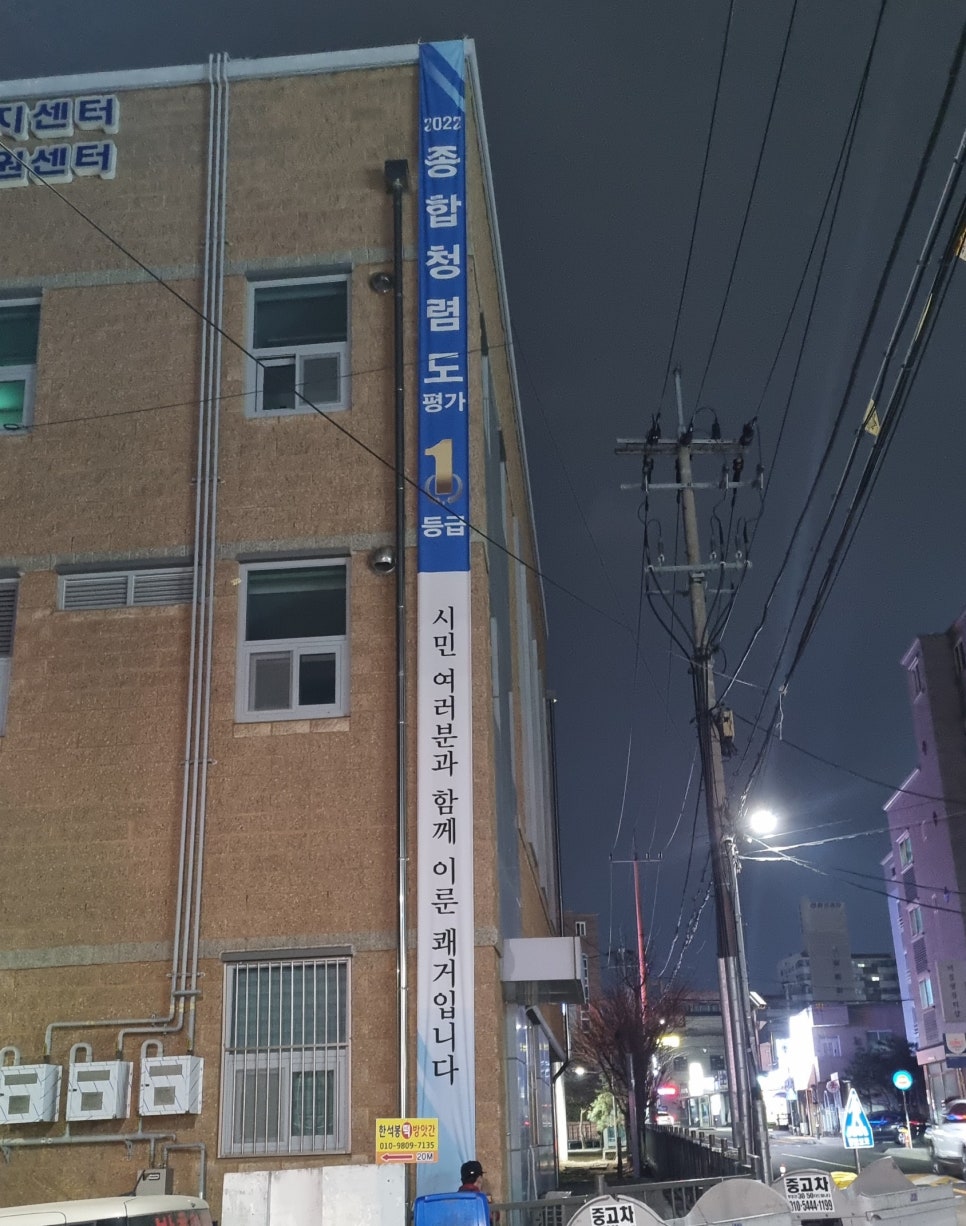 지센터
원센터
2022
종합청렴도
평가
1
등급
시민 여러분과 함께 이룬 쾌거입니다
한석봉떡방앗간
010-9809-7135
20M
중고차
중고차
010-5444-1199